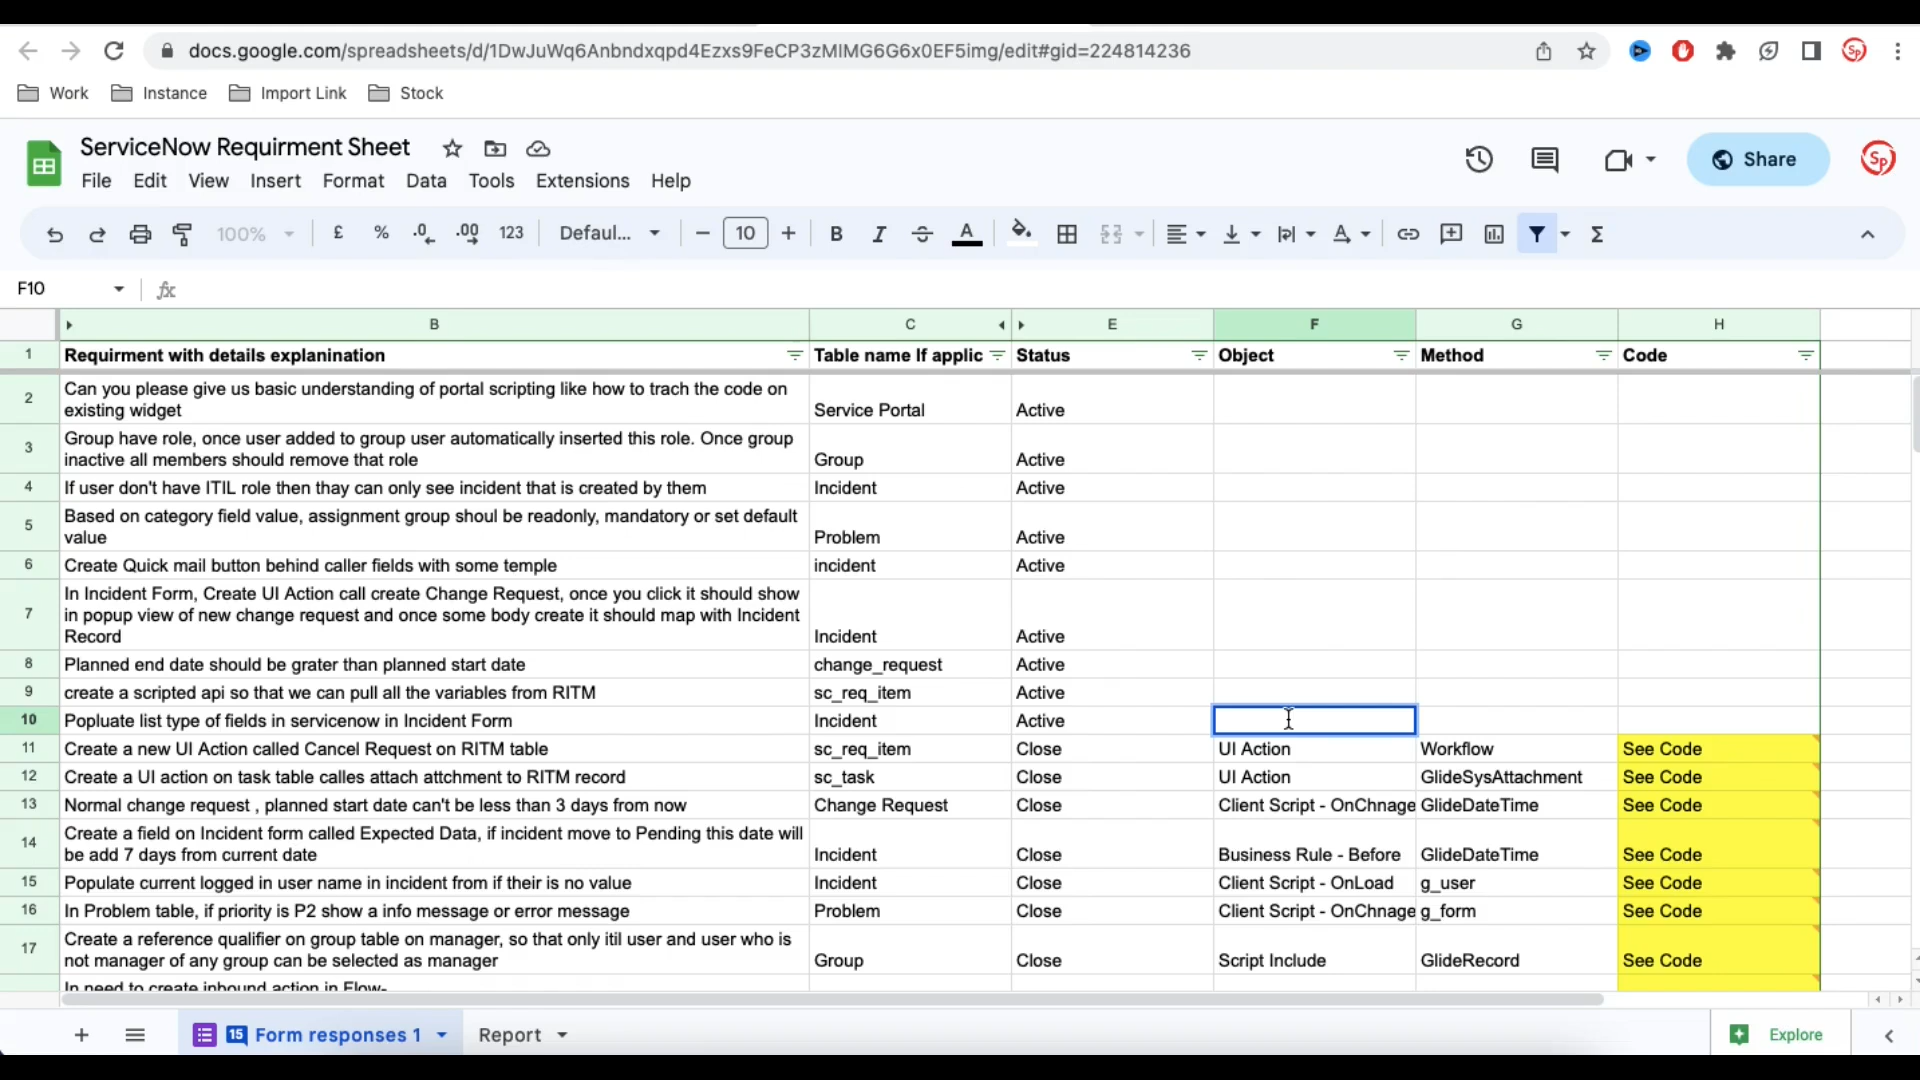 docs.google.com/spreadsheets/d/1DwJuWq6Anbndxqpd4Ezxs9FeCP3zMIMG6G6x0EF5img/edit#gid=224814236
Sp
Work Instance Import Link Stock
ServiceNow Requirment Sheet
File Edit View Insert Format Data Tools Extensions Help
Share
Sp
100% £ % .0 .00 123 Defaul... 10 B I A Σ
F10 fx
B C E F G H
1 Requirment with details explanination Table name If applic Status Object Method Code
2 Can you please give us basic understanding of portal scripting like how to trach the code on
existing widget Service Portal Active
3 Group have role, once user added to group user automatically inserted this role. Once group
inactive all members should remove that role Group Active
4 If user don't have ITIL role then thay can only see incident that is created by them Incident Active
5 Based on category field value, assignment group shoul be readonly, mandatory or set default
value Problem Active
6 Create Quick mail button behind caller fields with some temple incident Active
7 In Incident Form, Create UI Action call create Change Request, once you click it should show
in popup view of new change request and once some body create it should map with Incident
Record Incident Active
8 Planned end date should be grater than planned start date change_request Active
9 create a scripted api so that we can pull all the variables from RITM sc_req_item Active
10 Popluate list type of fields in servicenow in Incident Form Incident Active
11 Create a new UI Action called Cancel Request on RITM table sc_req_item Close UI Action Workflow See Code
12 Create a UI action on task table calles attach attchment to RITM record sc_task Close UI Action GlideSysAttachment See Code
13 Normal change request , planned start date can't be less than 3 days from now Change Request Close Client Script - OnChnage GlideDateTime See Code
14 Create a field on Incident form called Expected Data, if incident move to Pending this date will
be add 7 days from current date Incident Close Business Rule - Before GlideDateTime See Code
15 Populate current logged in user name in incident from if their is no value Incident Close Client Script - OnLoad g_user See Code
16 In Problem table, if priority is P2 show a info message or error message Problem Close Client Script - OnChnage g_form See Code
17 Create a reference qualifier on group table on manager, so that only itil user and user who is
not manager of any group can be selected as manager Group Close Script Include GlideRecord See Code
In need to create inbound action in Flow-
15 Form responses 1 Report Explore